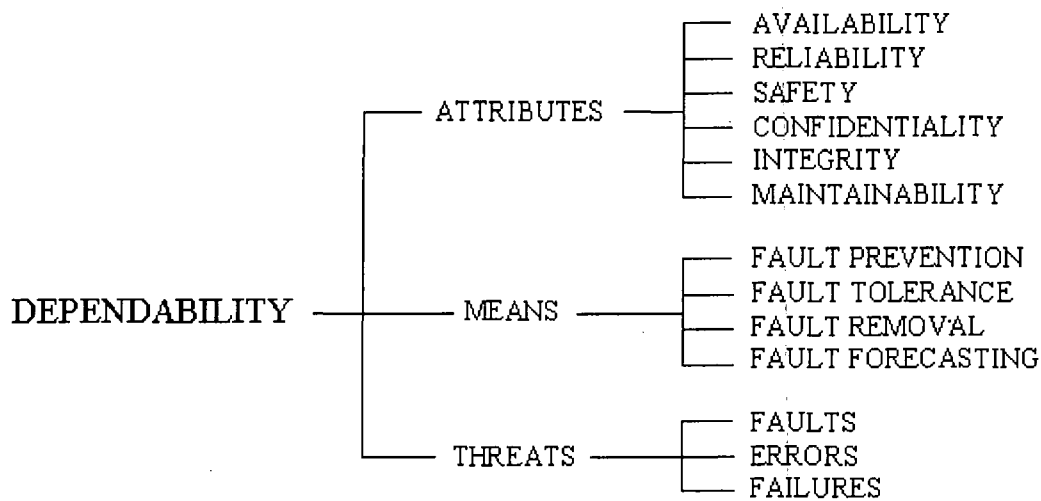 AVAILABILITY
RELIABILITY
SAFETY
ATTRIBUTES
CONFIDENTIALITY
INTEGRITY
MAINTAINABILITY
FAULT PREVENTION
FAULT TOLERANCE
DEPENDABILITY
MEANS
FAULT REMOVAL
FAULT FORECASTING
FAULTS
THREATS
ERRORS
FAILURES